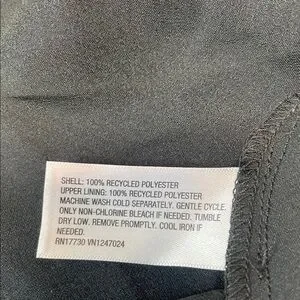 SHELL: 100% RECYCLED POLYESTER
UPPER LINING: 100% RECYCLED POLYESTER
MACHINE WASH COLD SEPARATELY. GENTLE CYCLE.
ONLY NON-CHLORINE BLEACH IF NEEDED. TUMBLE
DRY LOW. REMOVE PROMPTLY. COOL IRON IF
NEEDED.
RN17730 VN1247024